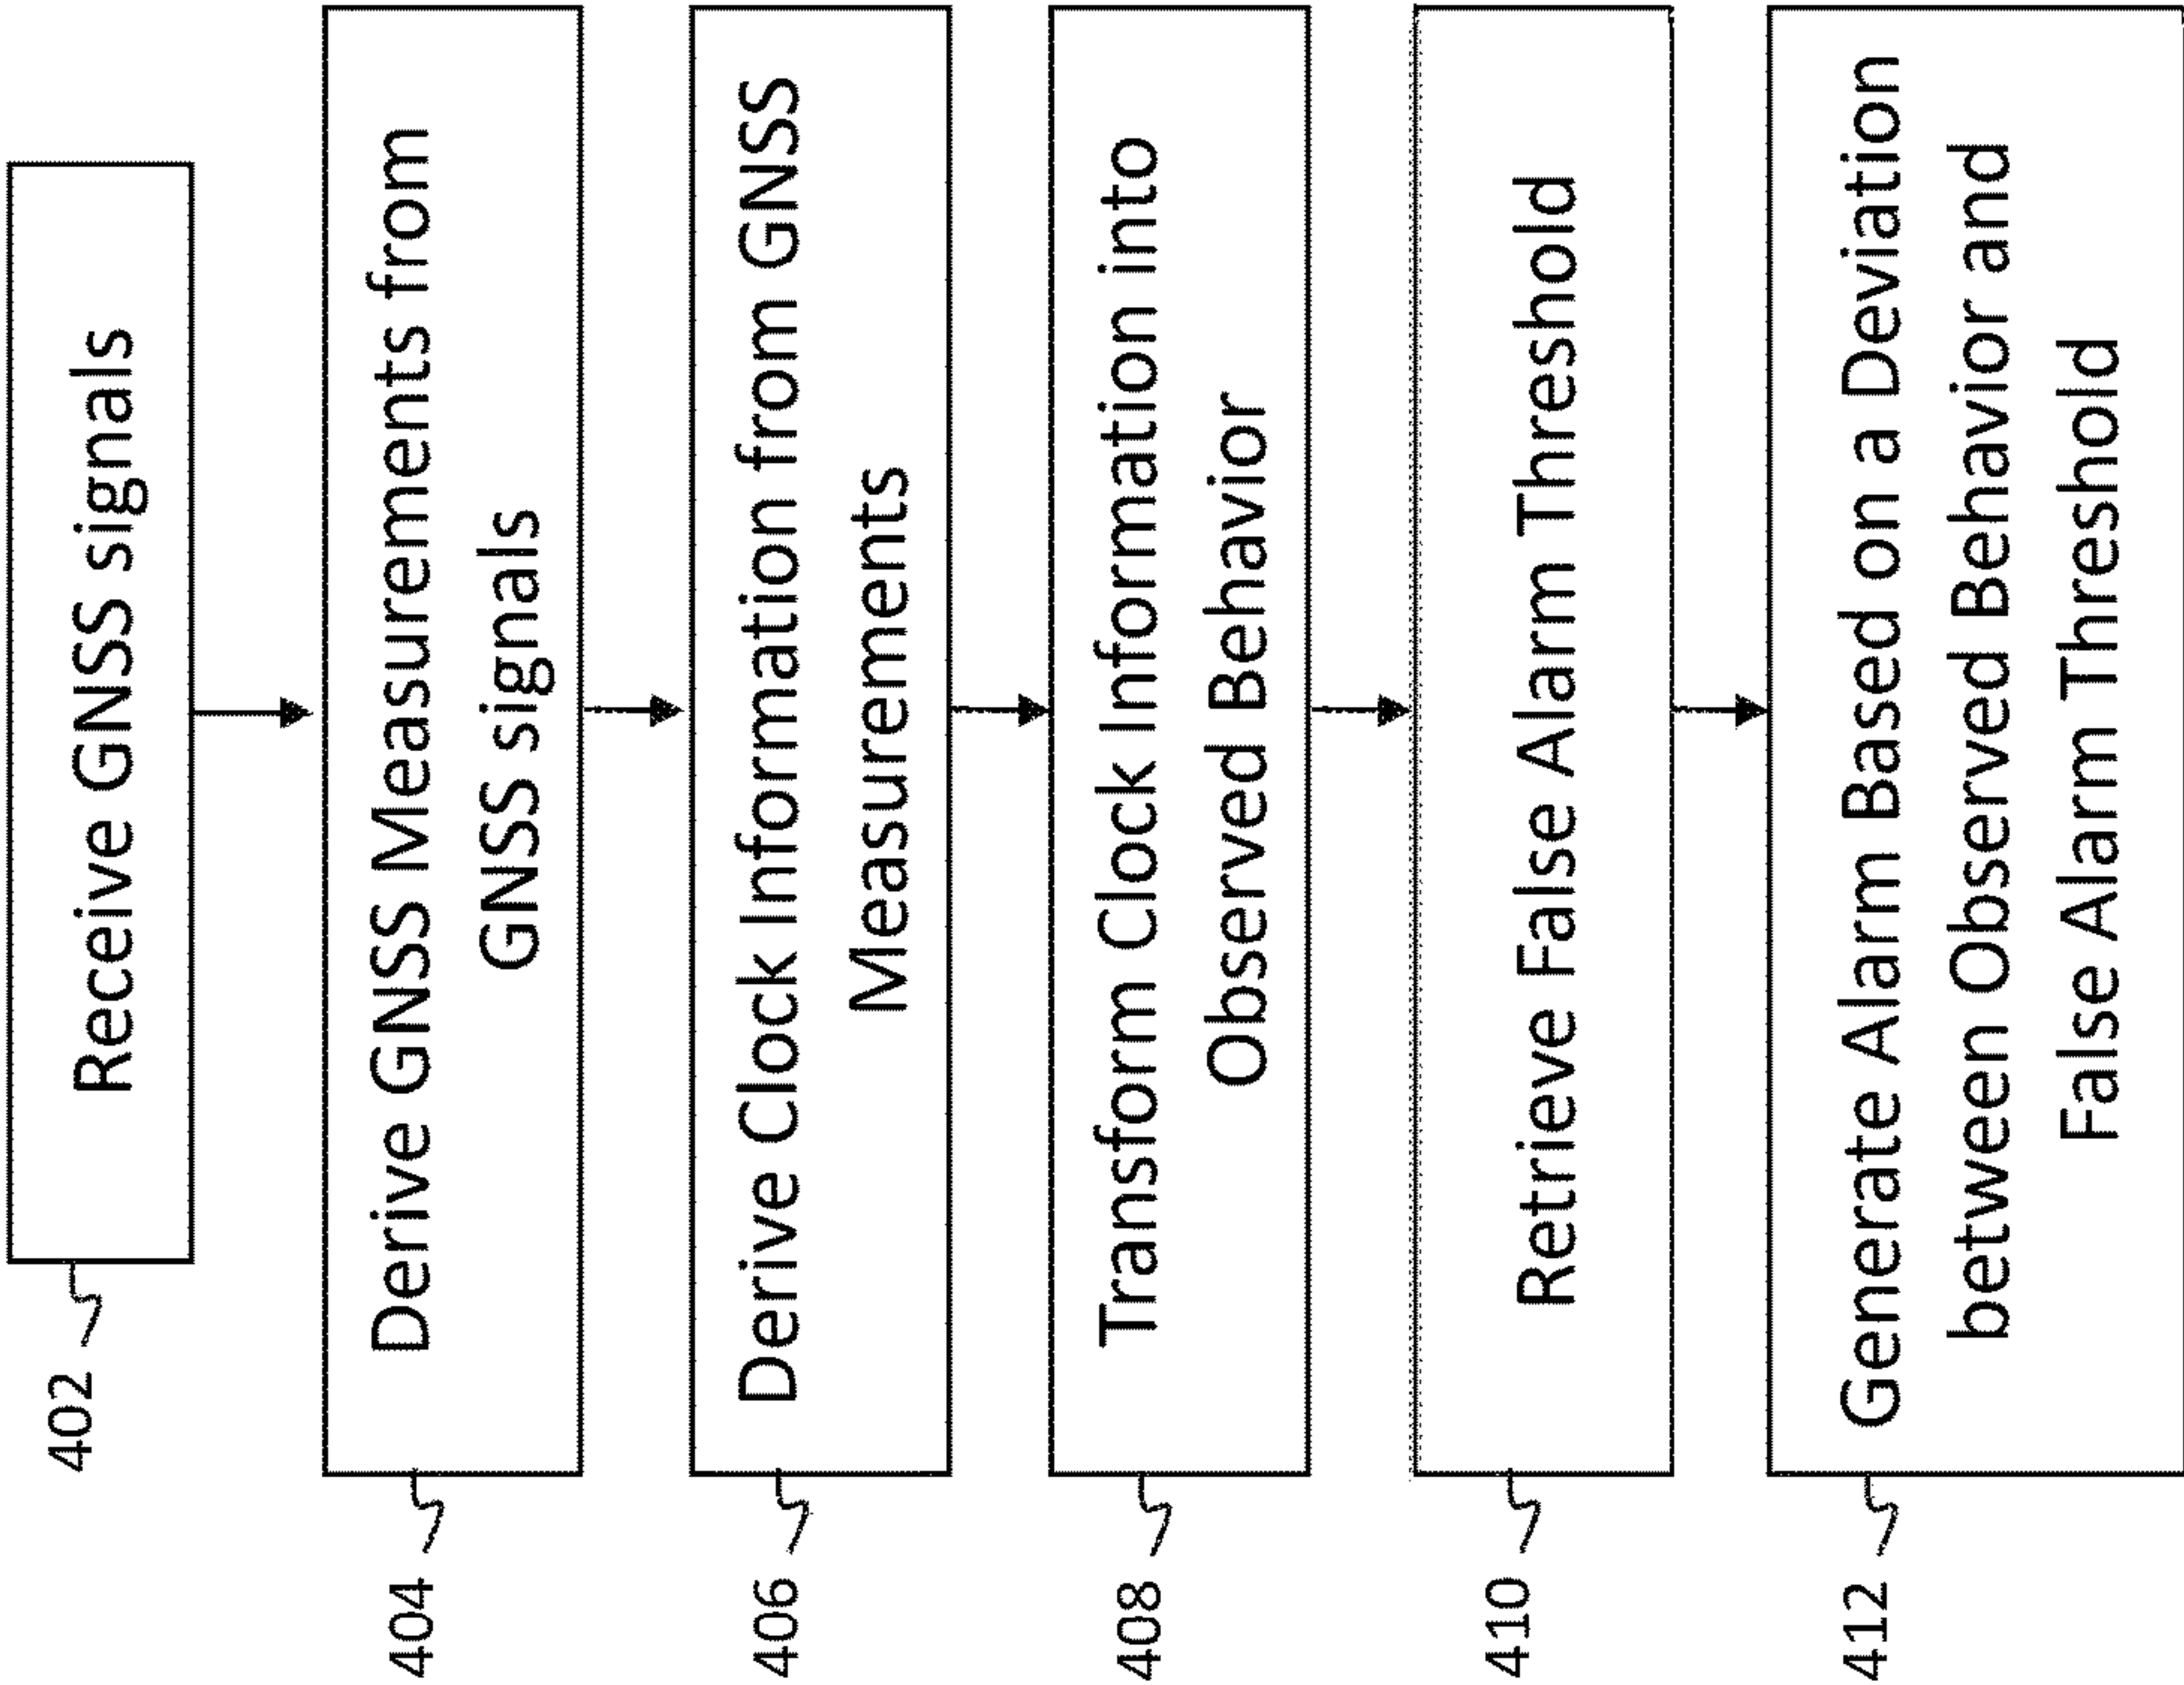 402
Receive GNSS signals
404
Derive GNSS Measurements from
GNSS signals
406
Derive Clock Information from GNSS
Measurements
408
Transform Clock Information into
Observed Behavior
410
Retrieve False Alarm Threshold
412
Generate Alarm Based on a Deviation
between Observed Behavior and
False Alarm Threshold